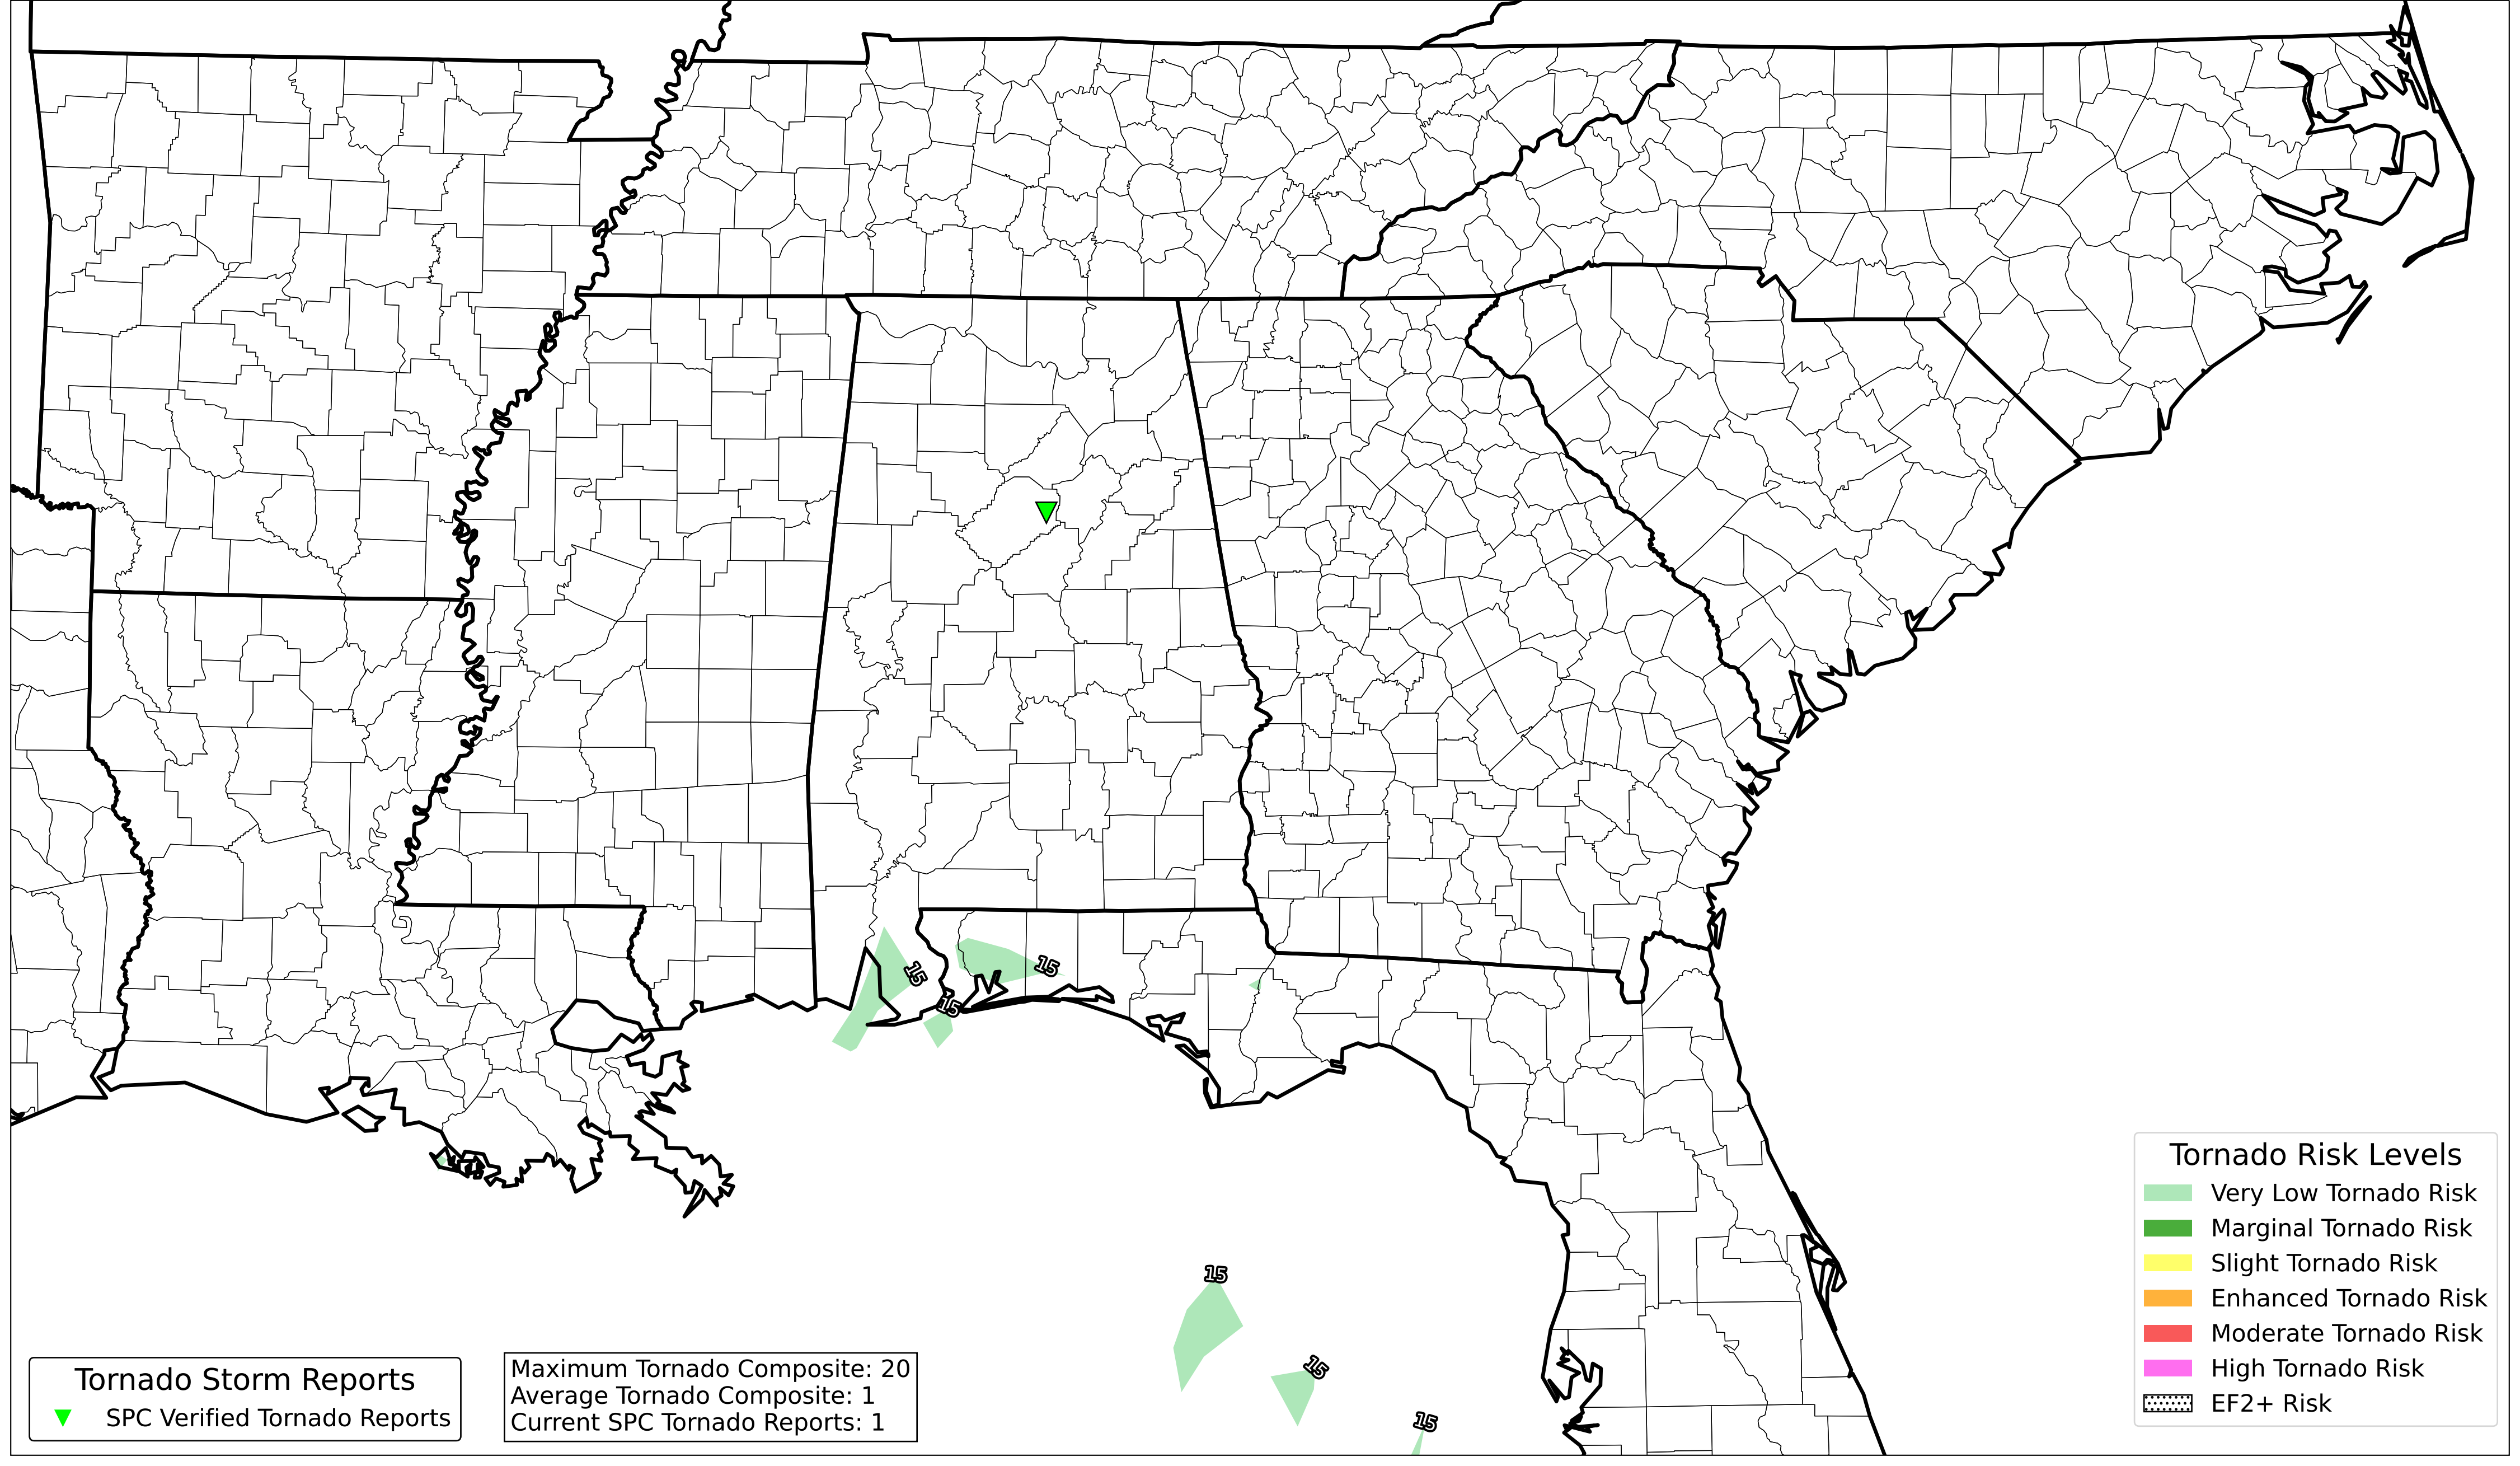 15
15
15
15
15
15
Tornado Risk Levels
Very Low Tornado Risk
Marginal Tornado Risk
Slight Tornado Risk
Enhanced Tornado Risk
Moderate Tornado Risk
High Tornado Risk
EF2+ Risk
Tornado Storm Reports
SPC Verified Tornado Reports
Maximum Tornado Composite: 20
Average Tornado Composite: 1
Current SPC Tornado Reports: 1